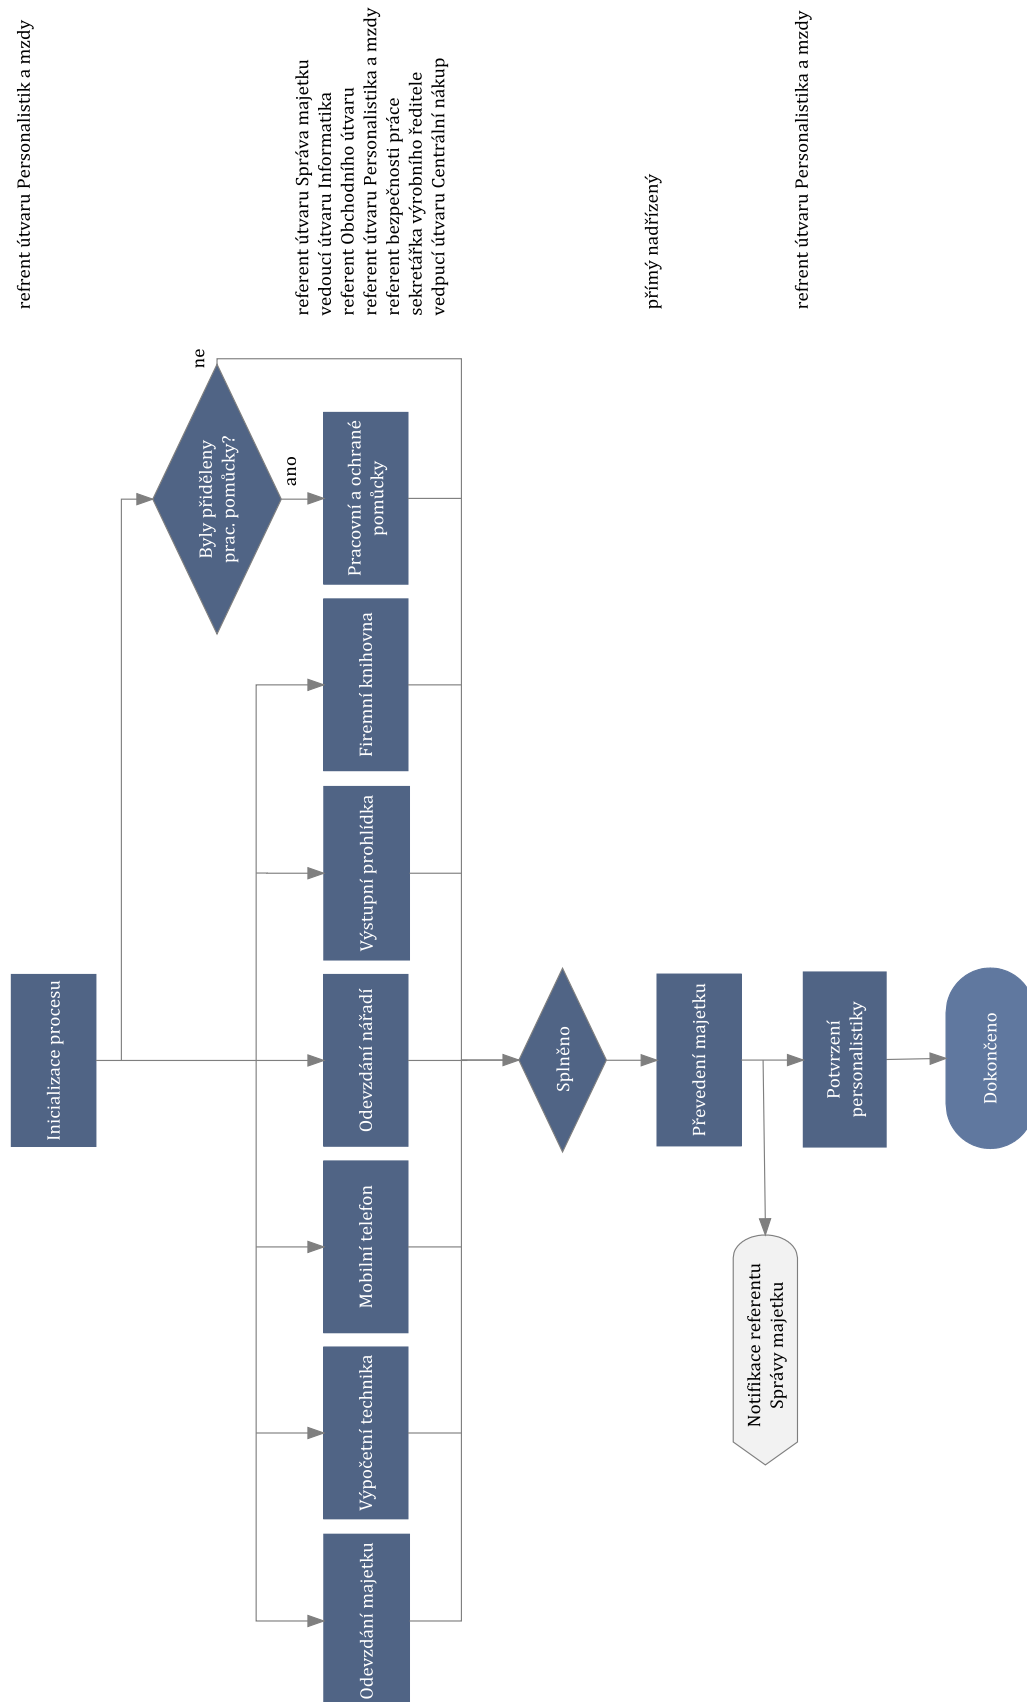 Inicializace procesu
refrent útvaru Personalistik a mzdy
Byly přiděleny
prac. pomůcky?
ne
ano
Odevzdání majetku
Výpočetní technika
Mobilní telefon
Odevzdání nářadí
Výstupní prohlídka
Firemní knihovna
Pracovní a ochrané
pomůcky
referent útvaru Správa majetku
vedoucí útvaru Informatika
referent Obchodního útvaru
referent útvaru Personalistika a mzdy
referent bezpečnosti práce
sekretářka výrobního ředitele
vedpucí útvaru Centrální nákup
Splněno
Převedení majetku
přímý nadřízený
Notifikace referentu
Správy majetku
Potvrzení
personalistiky
refrent útvaru Personalistika a mzdy
Dokončeno